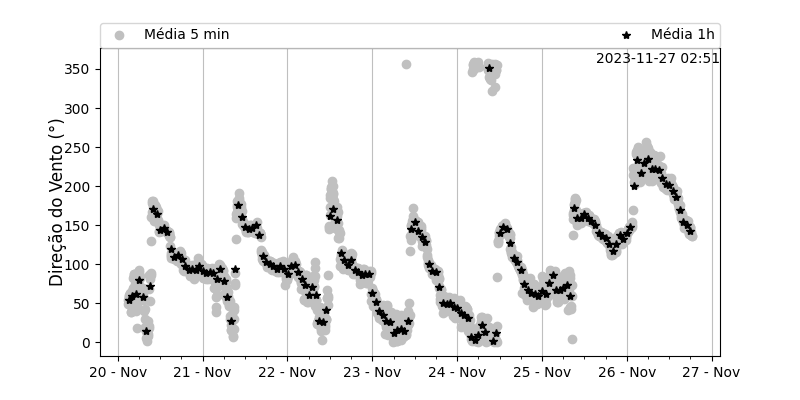 Média 5 min
Média 1h
2023-11-27 02:51
Direção do Vento (°)
350
300
250
200
150
100
50
0
20 - Nov
21 - Nov
22 - Nov
23 - Nov
24 - Nov
25 - Nov
26 - Nov
27 - Nov